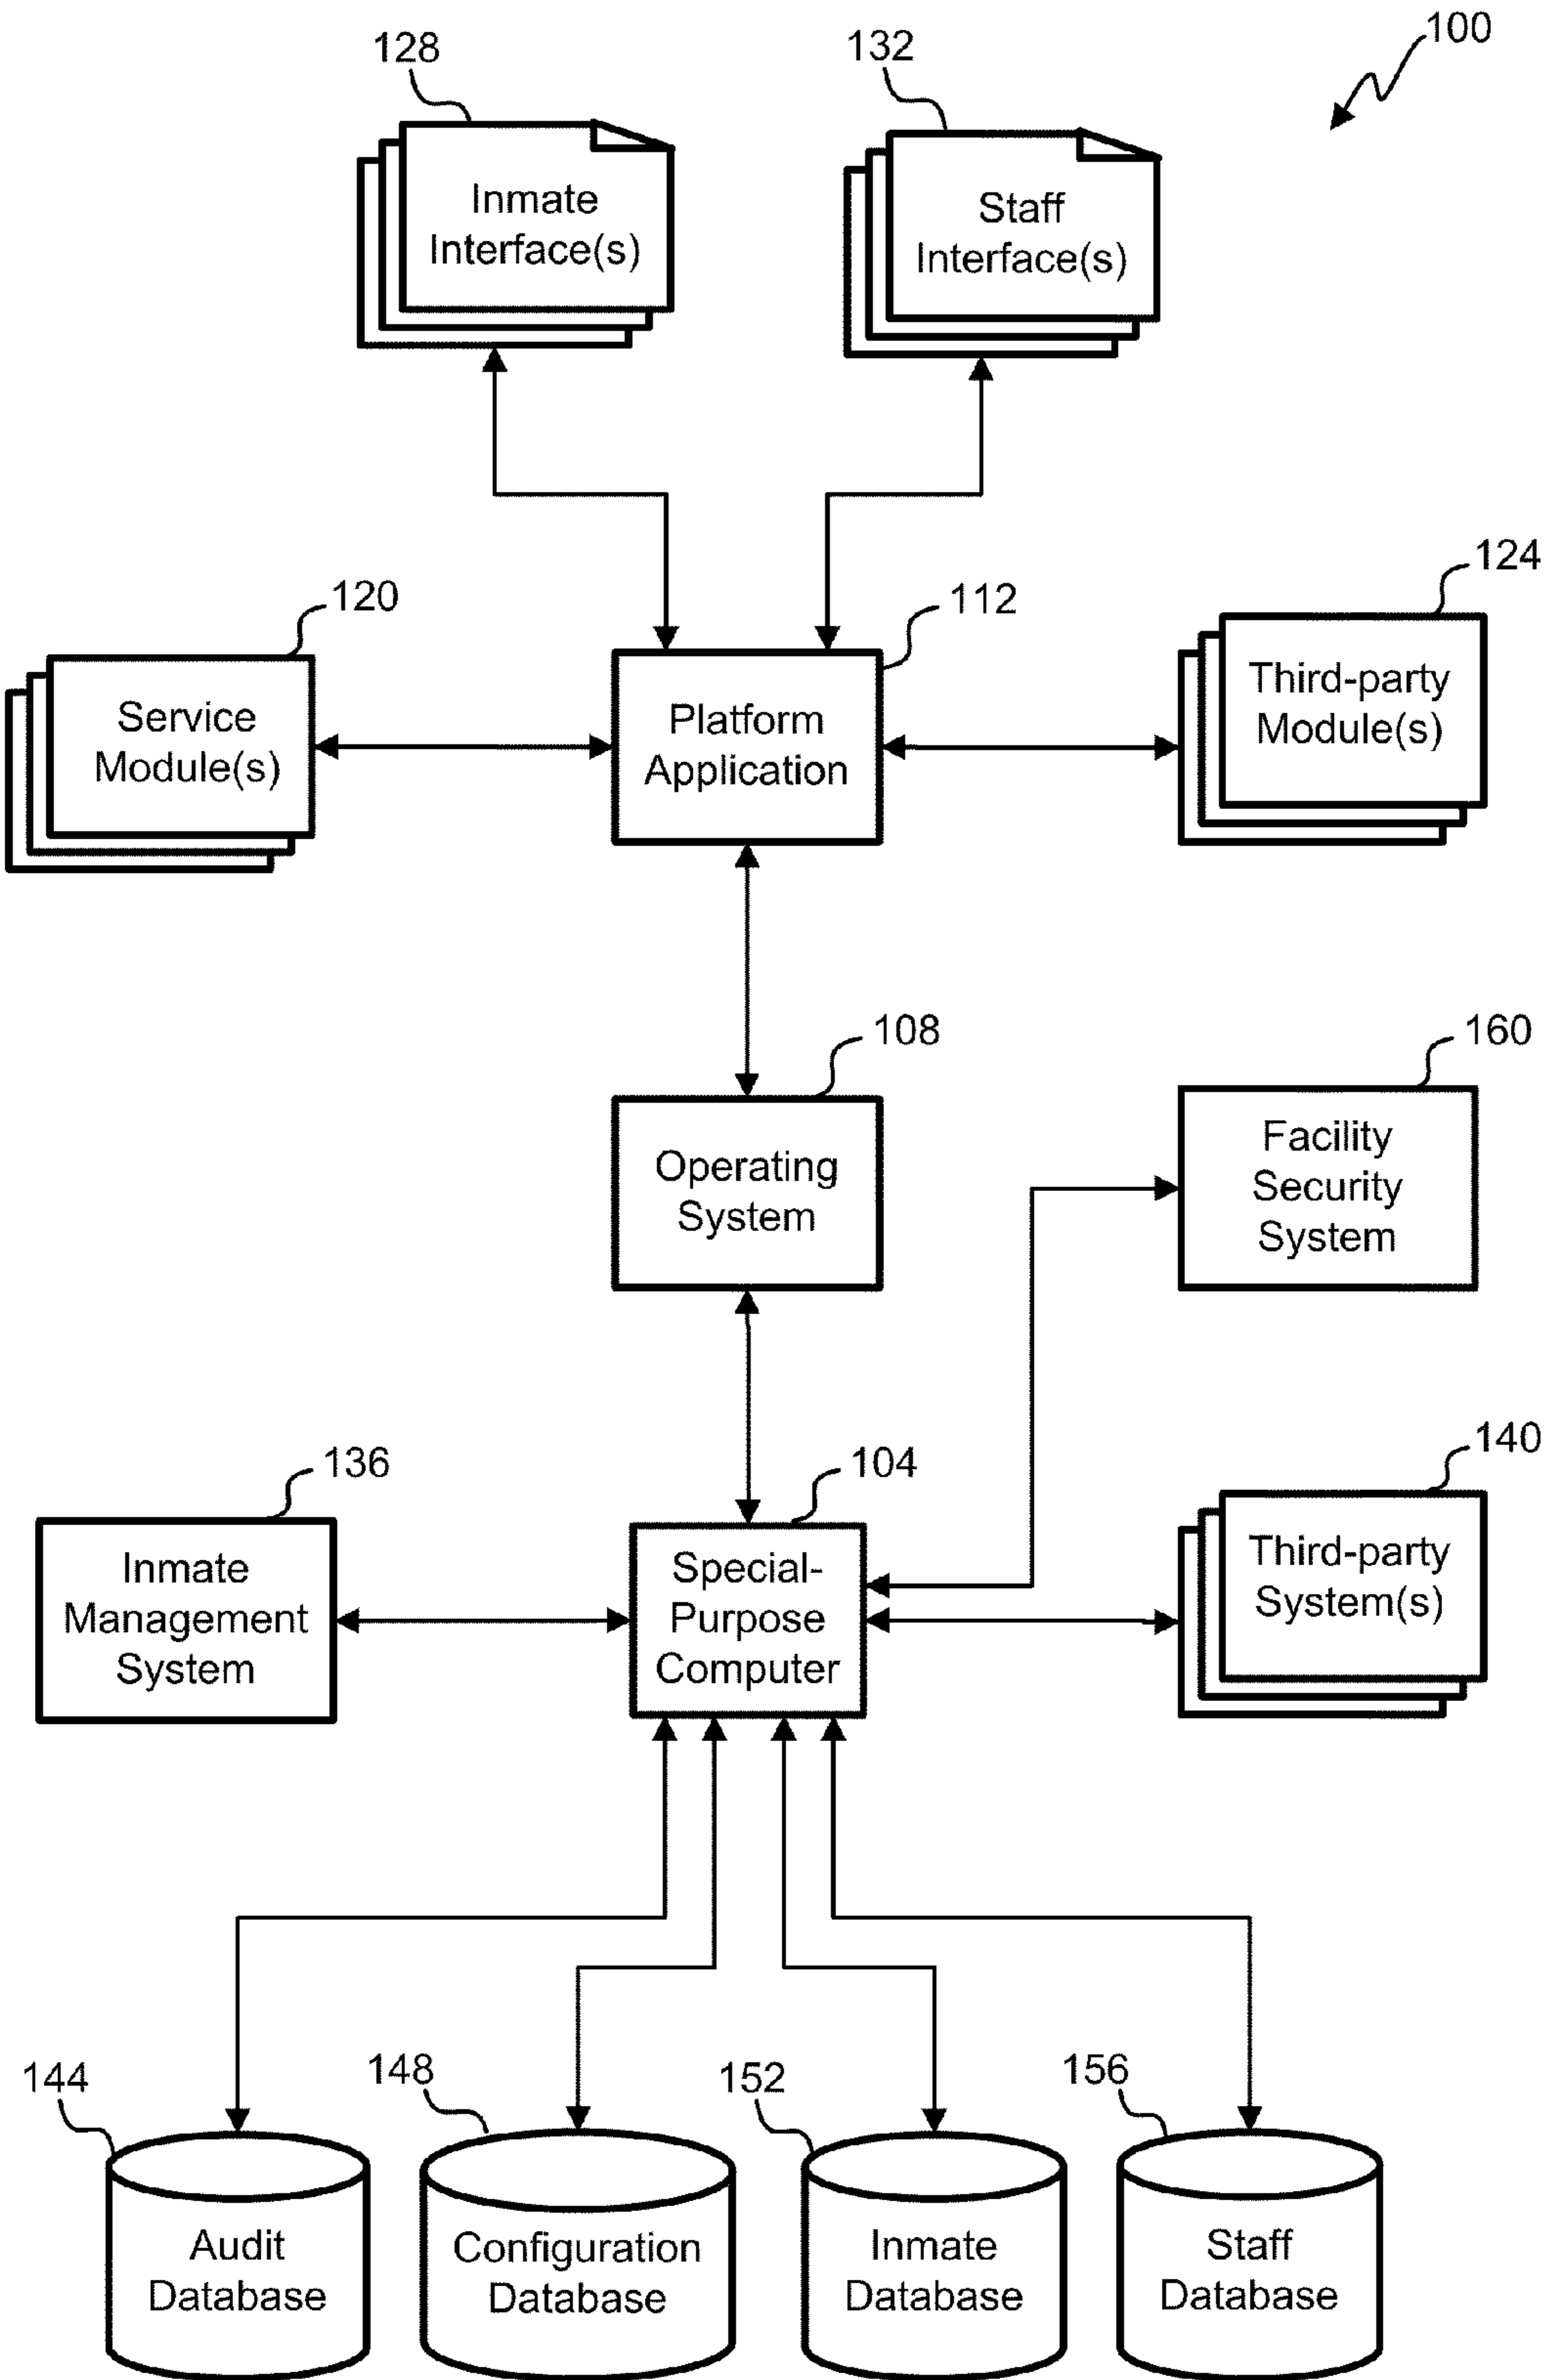 100
128
132
Inmate
Interface(s)
Staff
Interface(s)
120
112
124
Service
Module(s)
Platform
Application
Third-party
Module(s)
108
160
Operating
System
Facility
Security
System
136
104
140
Inmate
Management
System
Special-
Purpose
Computer
Third-party
System(s)
144
148
152
156
Audit
Database
Configuration
Database
Inmate
Database
Staff
Database